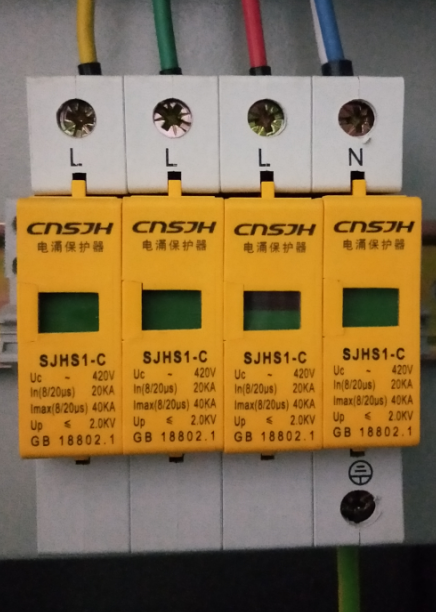 L L L N
CNSJH CNSJH CNSJH CNSJH
电涌保护器 电涌保护器 电涌保护器 电涌保护器
SJHS1-C SJHS1-C SJHS1-C SJHS1-C
Uc ~ 420V Uc ~ 420V Uc ~ 420V Uc ~ 420V
In(8/20µs) 20KA In(8/20µs) 20KA In(8/20µs) 20KA In(8/20µs) 20KA
Imax(8/20µs) 40KA Imax(8/20µs) 40KA Imax(8/20µs) 40KA Imax(8/20µs) 40KA
Up ≤ 2.0KV Up ≤ 2.0KV Up ≤ 2.0KV Up ≤ 2.0KV
GB 18802.1 GB 18802.1 GB 18802.1 GB 18802.1